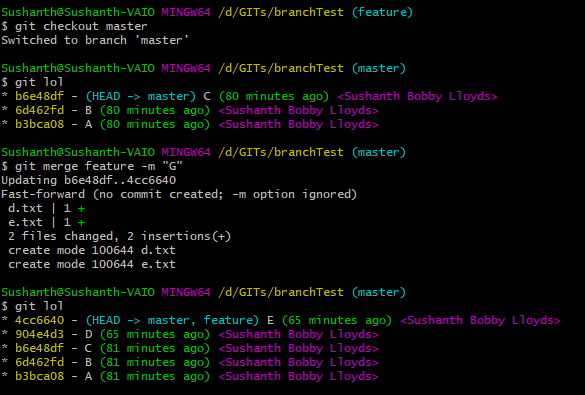 Sushanth@Sushanth-VAIO MINGW64 /d/GITs/branchTest (feature)
$ git checkout master
Switched to branch 'master'
Sushanth@Sushanth-VAIO MINGW64 /d/GITs/branchTest (master)
$ git lol
* b6e48df - (HEAD -> master) C (80 minutes ago) <Sushanth Bobby Lloyds>
* 6d462fd - B (80 minutes ago) <Sushanth Bobby Lloyds>
* b3bca08 - A (80 minutes ago) <Sushanth Bobby Lloyds>
Sushanth@Sushanth-VAIO MINGW64 /d/GITs/branchTest (master)
$ git merge feature -m "G"
Updating b6e48df..4cc6640
Fast-forward (no commit created; -m option ignored)
d.txt | 1 +
e.txt | 1 +
2 files changed, 2 insertions(+)
create mode 100644 d.txt
create mode 100644 e.txt
Sushanth@Sushanth-VAIO MINGW64 /d/GITs/branchTest (master)
$ git lol
* 4cc6640 - (HEAD -> master, feature) E (65 minutes ago) <Sushanth Bobby Lloyds>
* 904e4d3 - D (65 minutes ago) <Sushanth Bobby Lloyds>
* b6e48df - C (81 minutes ago) <Sushanth Bobby Lloyds>
* 6d462fd - B (81 minutes ago) <Sushanth Bobby Lloyds>
* b3bca08 - A (81 minutes ago) <Sushanth Bobby Lloyds>